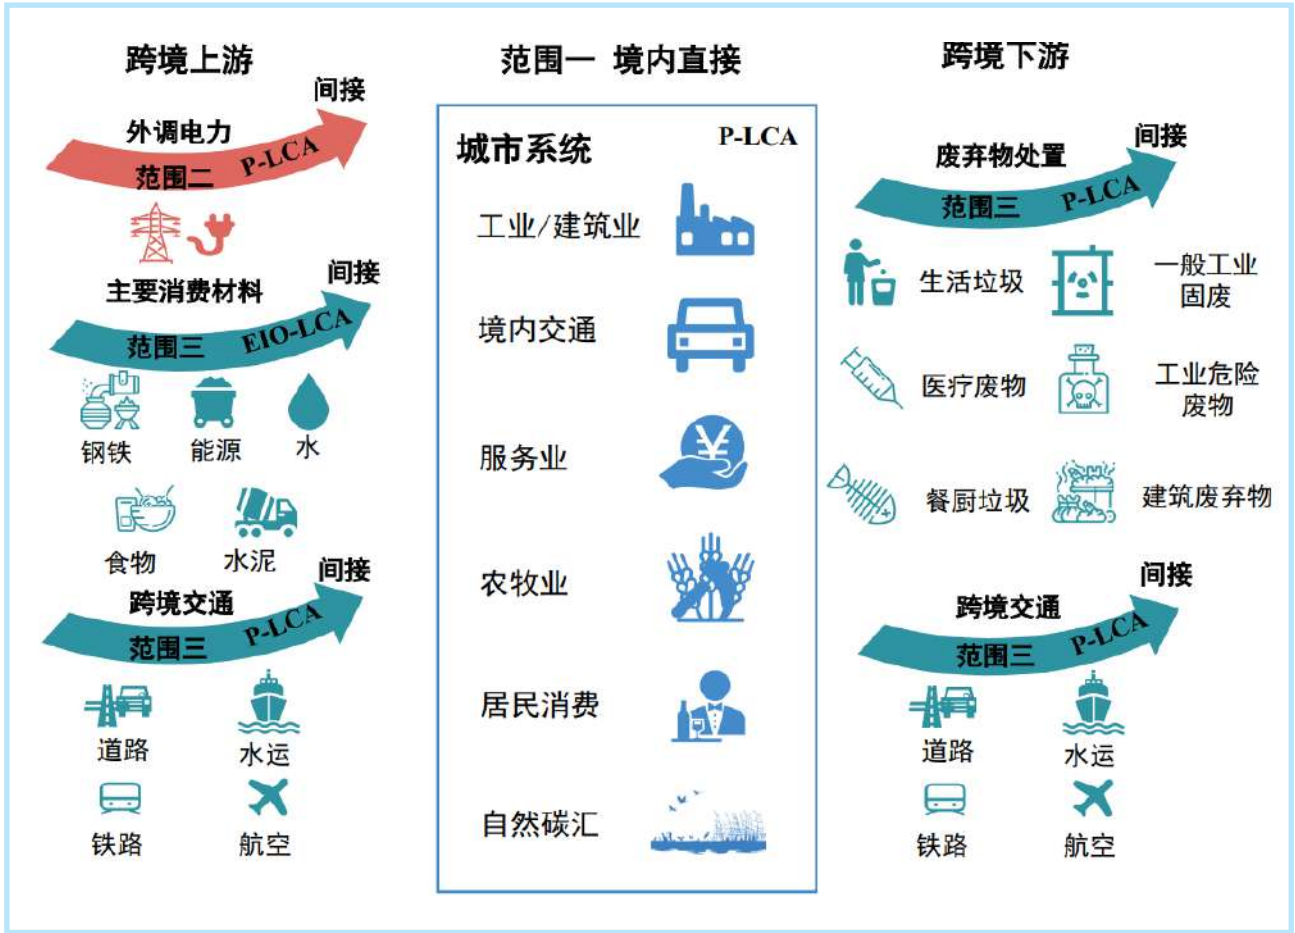 跨境上游
间接
外调电力
范围二 P-LCA
间接
主要消费材料
范围三 EIO-LCA
钢铁 能源 水
食物 水泥
间接
跨境交通
范围三 P-LCA
道路 水运
铁路 航空
范围一 境内直接
城市系统 P-LCA
工业/建筑业
境内交通
服务业
¥
农牧业
居民消费
自然碳汇
跨境下游
间接
废弃物处置
范围三 P-LCA
生活垃圾 一般工业
固废
医疗废物 工业危险
废物
餐厨垃圾 建筑废弃物
间接
跨境交通
范围三 P-LCA
道路 水运
铁路 航空